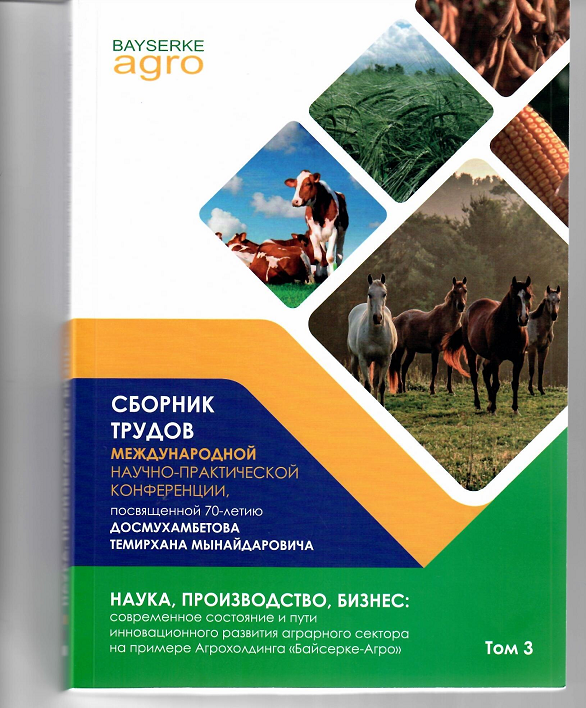 BAYSERKE
agro
СБОРНИК
ТРУДОВ
МЕЖДУНАРОДНОЙ
НАУЧНО-ПРАКТИЧЕСКОЙ
КОНФЕРЕНЦИИ,
посвященной 70-летию
ДОСМУХАМБЕТОВА
ТЕМИРХАНА МЫНАЙДАРОВИЧА
НАУКА, ПРОИЗВОДСТВО, БИЗНЕС:
современное состояние и пути
инновационного развития аграрного сектора
на примере Агрохолдинга «Байсерке-Агро»
Том 3